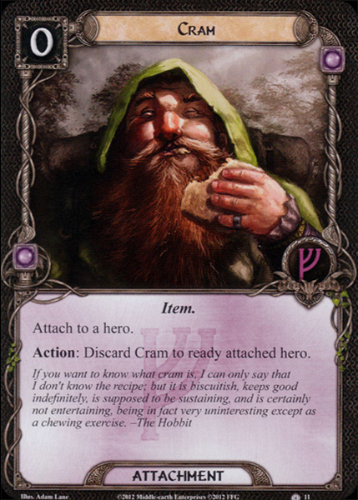 0
CRAM
Item.
Attach to a hero.
Action: Discard Cram to ready attached hero.
If you want to know what cram is, I can only say that
I don't know the recipe; but it is biscuitish, keeps good
indefinitely, is supposed to be sustaining, and is certainly
not entertaining, being in fact very uninteresting except as
a chewing exercise. –The Hobbit
ATTACHMENT
Illus. Adam Lane ©2012 Middle-earth Enterprises ©2012 FFG 11